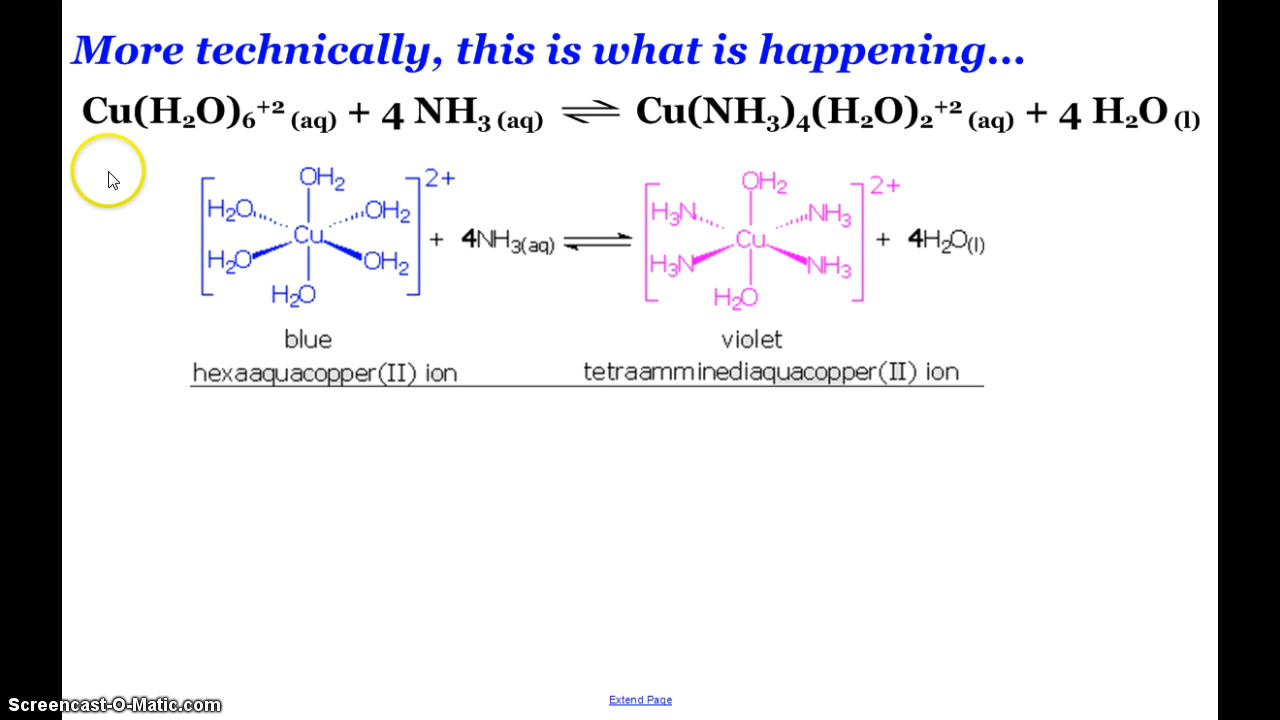 More technically, this is what is happening...
Cu(H₂O)₆⁺² (aq) + 4 NH₃ (aq) ⇌ Cu(NH₃)₄(H₂O)₂⁺² (aq) + 4 H₂O (l)
OH₂ 2+ OH₂ 2+
H₂O OH₂ H₃N NH₃
Cu + 4NH₃(aq) ⇌ Cu + 4H₂O(l)
H₂O OH₂ H₃N NH₃
H₂O H₂O
blue violet
hexaaquacopper(II) ion tetraamminediaquacopper(II) ion
Extend Page
Screencast-O-Matic.com